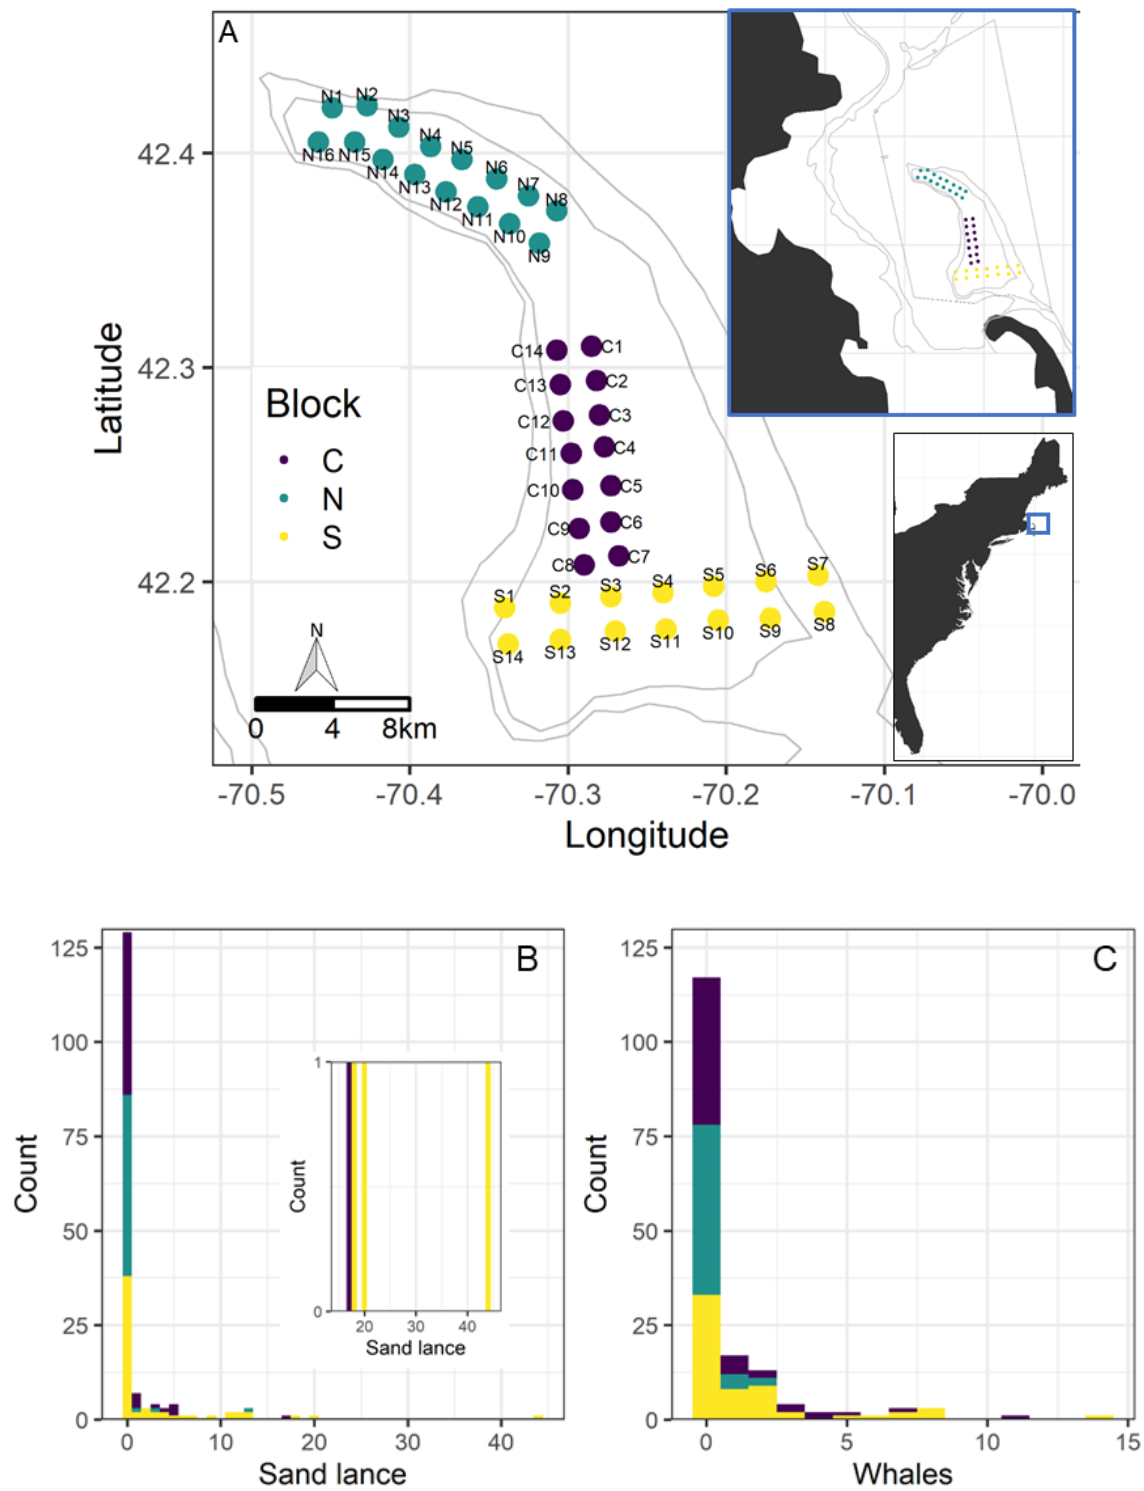 A
N1 N2
N3
N4
N5
N6
N7
N8
N16 N15
N14
N13
N12
N11
N10
N9
42.4
42.3
42.2
Latitude
C14 C1
C13 C2
C12 C3
C11 C4
C10 C5
C9 C6
C8 C7
Block
C
N
S
S1 S2 S3 S4 S5 S6 S7
S14 S13 S12 S11 S10 S9 S8
N
0 4 8km
-70.5 -70.4 -70.3 -70.2 -70.1 -70.0
Longitude
B
125
100
75
50
25
0
Count
1
0
Count
20 30 40
Sand lance
0 10 20 30 40
Sand lance
C
125
100
75
50
25
0
Count
0 5 10 15
Whales